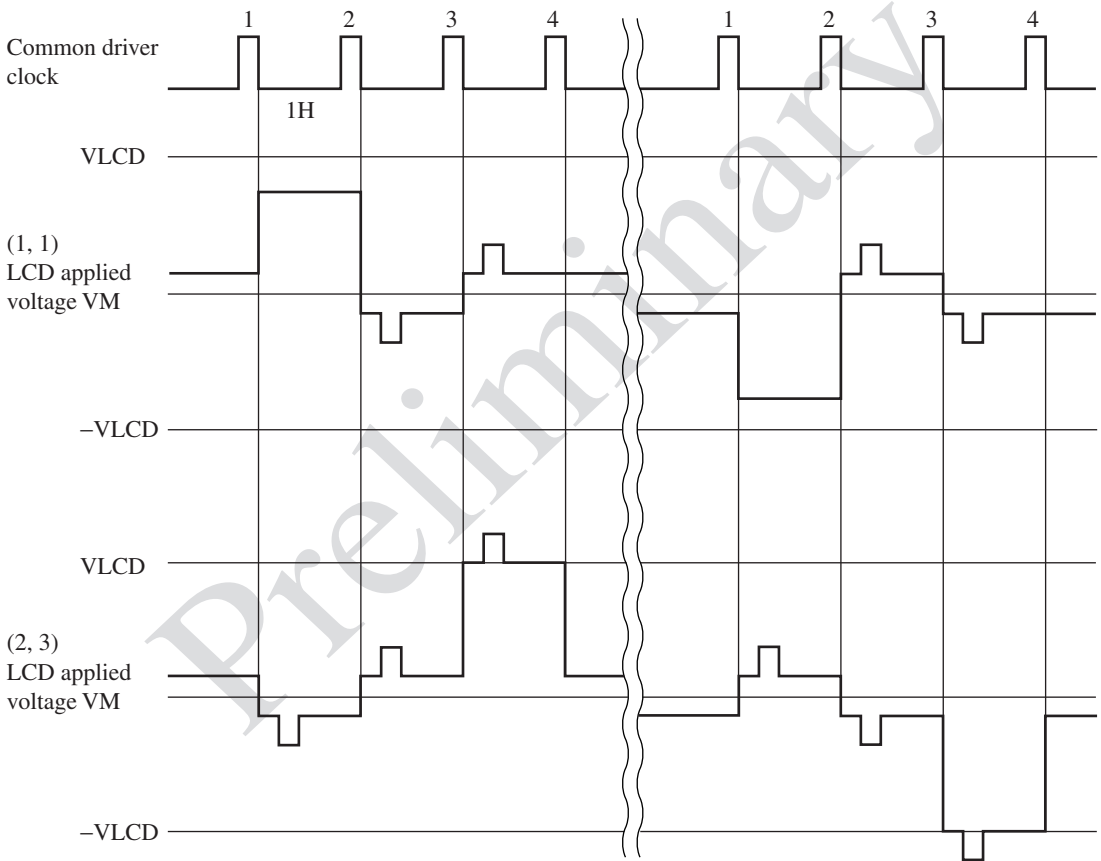 1 2 3 4 1 2 3 4
Common driver
clock
1H
VLCD
(1, 1)
LCD applied
voltage VM
−VLCD
VLCD
(2, 3)
LCD applied
voltage VM
−VLCD
Preliminary